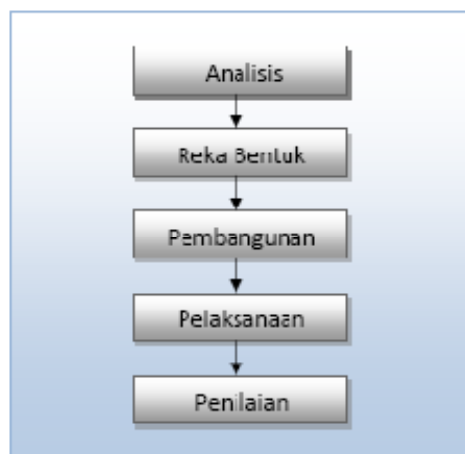 Analisis
Reka Bentuk
Pembangunan
Pelaksanaan
Penilaian